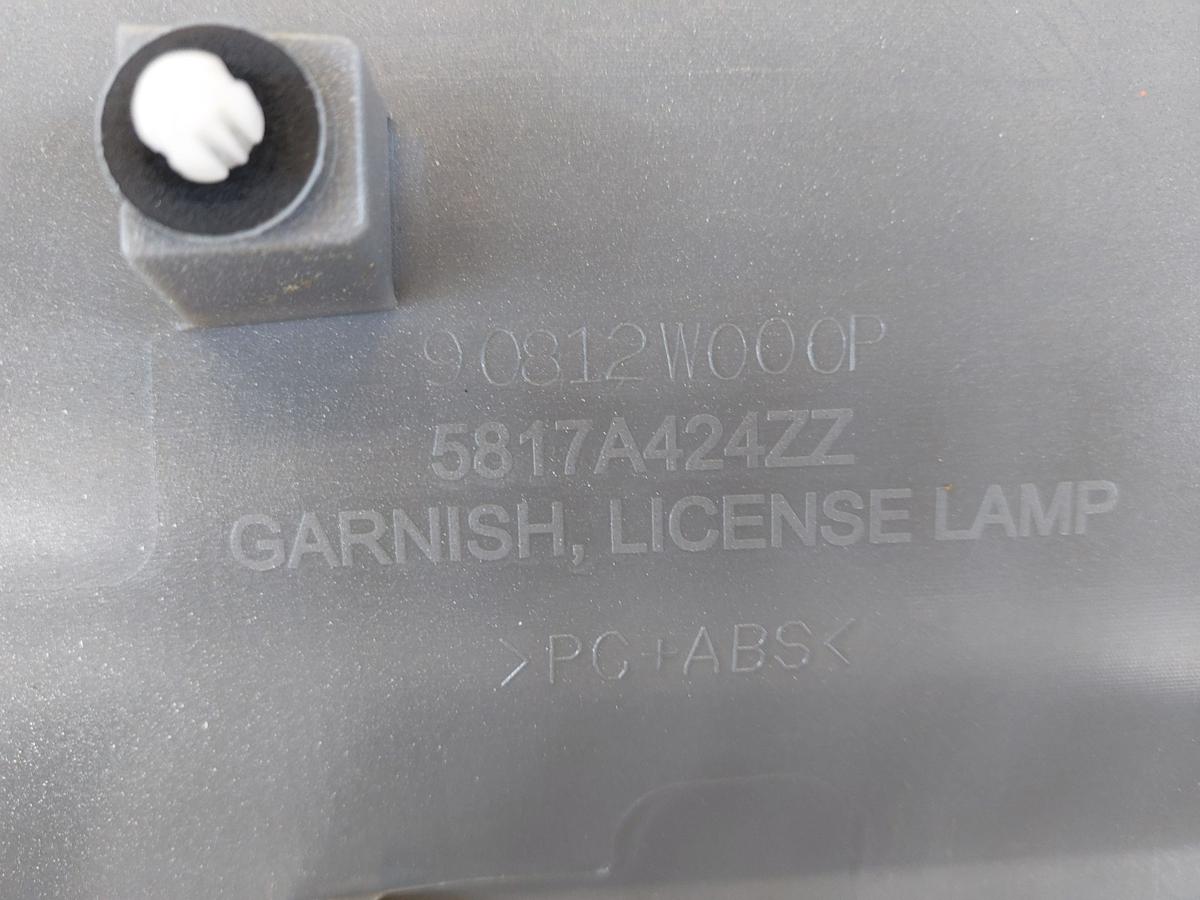 90812W000P
5817A424ZZ
GARNISH, LICENSE LAMP
>PC+ABS<